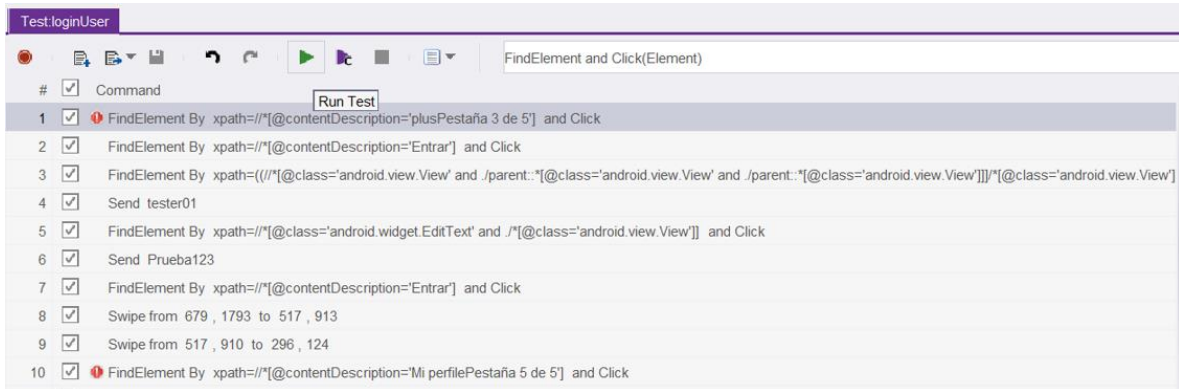 Test:loginUser
FindElement and Click(Element)
# Command
Run Test
1 FindElement By xpath=//*[@contentDescription='plusPestaña 3 de 5'] and Click
2 FindElement By xpath=//*[@contentDescription='Entrar'] and Click
3 FindElement By xpath=((//*[@class='android.view.View' and ./parent::*[@class='android.view.View' and ./parent::*[@class='android.view.View']]]/*[@class='android.view.View']
4 Send tester01
5 FindElement By xpath=//*[@class='android.widget.EditText' and ./*[@class='android.view.View']] and Click
6 Send Prueba123
7 FindElement By xpath=//*[@contentDescription='Entrar'] and Click
8 Swipe from 679 , 1793 to 517 , 913
9 Swipe from 517 , 910 to 296 , 124
10 FindElement By xpath=//*[@contentDescription='Mi perfilePestaña 5 de 5'] and Click